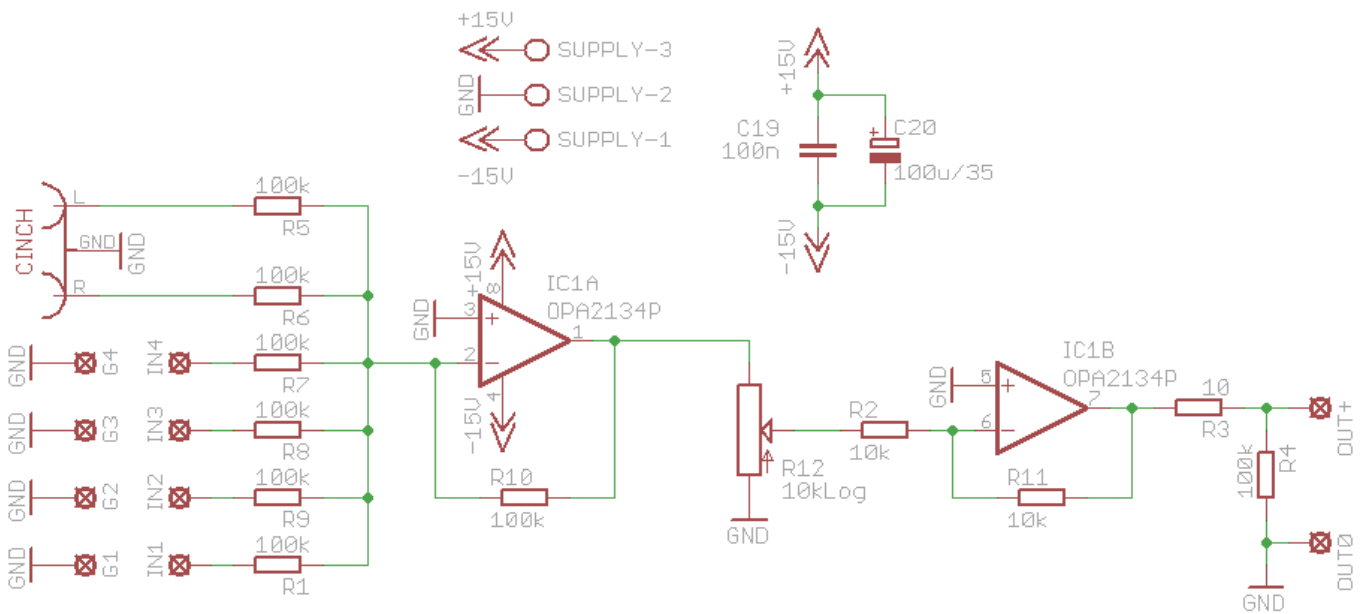 +15V
SUPPLY-3
GND
SUPPLY-2
SUPPLY-1
-15V
+15V
C19
100n
+
C20
100u/35
-15V
CINCH
L
GND
GND
R
100k
R5
100k
R6
GND
G4
IN4
100k
R7
GND
G3
IN3
100k
R8
GND
G2
IN2
100k
R9
GND
G1
IN1
100k
R1
+15V
+
8
IC1A
OPA2134P
GND
3
+
1
2
-
4
-15V
R10
100k
R12
10kLog
GND
R2
10k
IC1B
OPA2134P
GND
5
+
7
6
-
R11
10k
10
R3
R4
100k
OUT+
OUT0
GND